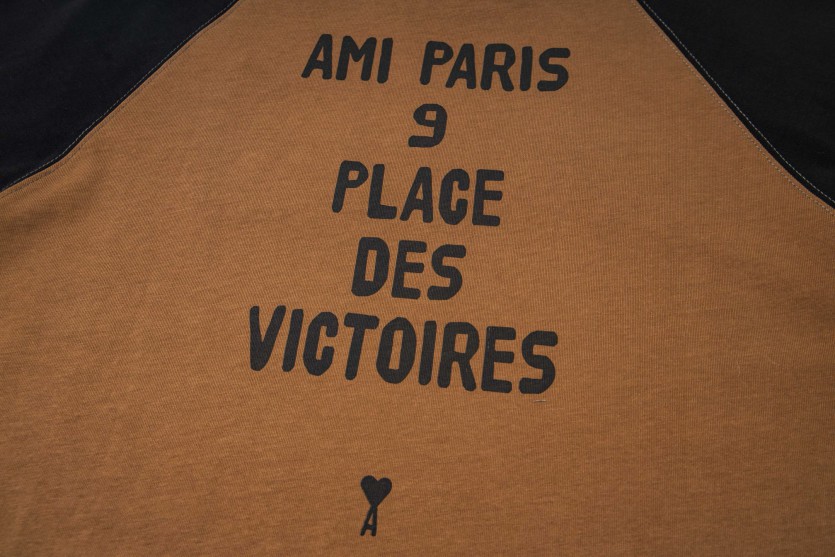 AMI PARIS
9
PLACE
DES
VICTOIRES
A